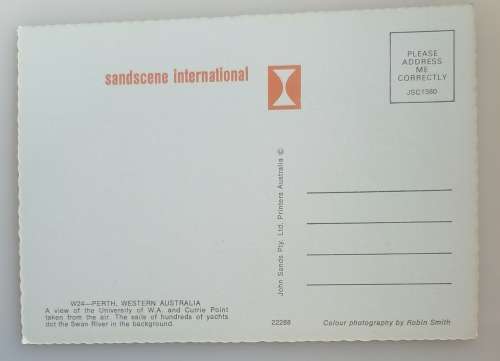 sandscene international
PLEASE
ADDRESS
ME
CORRECTLY
JSC1380
John Sands Pty. Ltd. Printers Australia ©
W24—PERTH, WESTERN AUSTRALIA
A view of the University of W.A. and Currie Point
taken from the air. The sails of hundreds of yachts
dot the Swan River in the background.
22288
Colour photography by Robin Smith